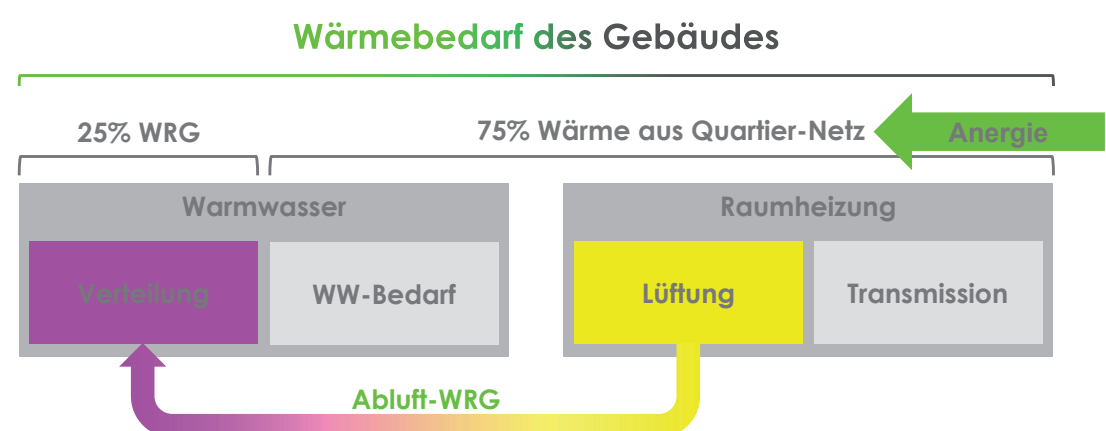 Wärmebedarf des Gebäudes
25% WRG
75% Wärme aus Quartier-Netz
Anergie
Warmwasser
Raumheizung
Verteilung
WW-Bedarf
Lüftung
Transmission
Abluft-WRG